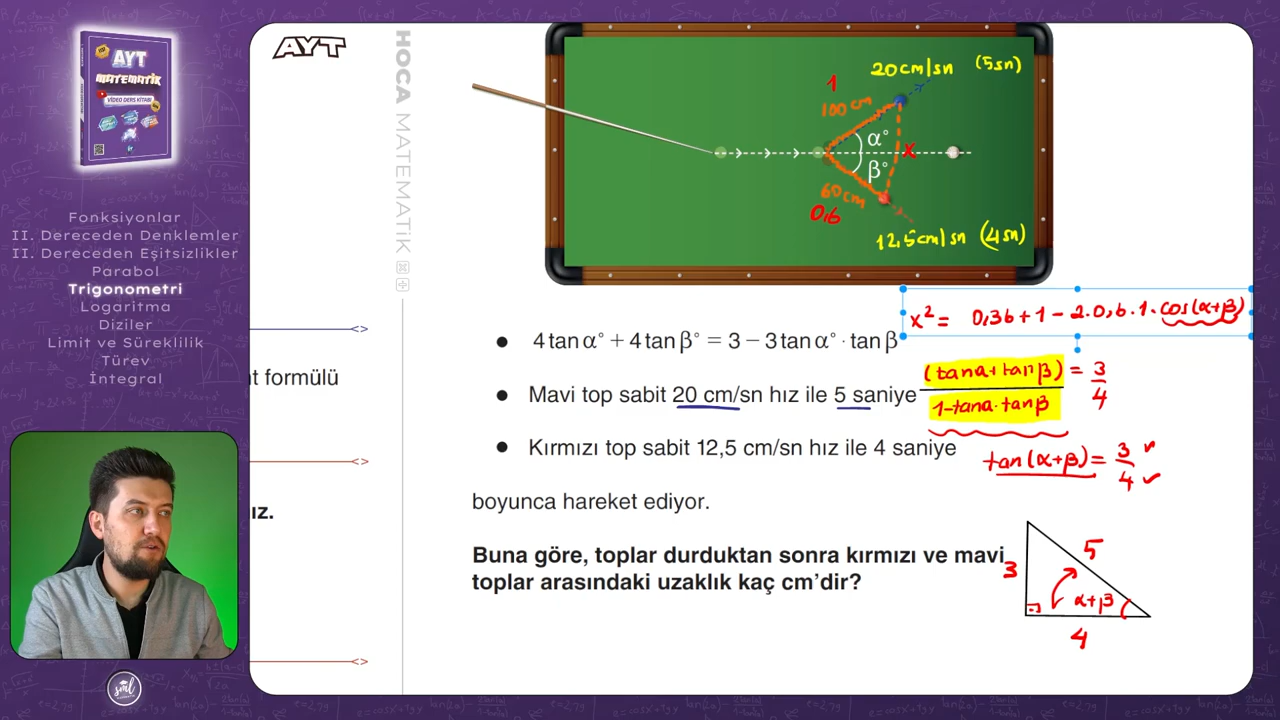 AYT
MATEMATİK
VİDEO DERS KİTABI
Fonksiyonlar
II. Dereceden Denklemler
II. Dereceden Eşitsizlikler
Parabol
Trigonometri
Logaritma
Diziler
Limit ve Süreklilik
Türev
İntegral
sml
t formülü
ız.
AYT
HOCA MATEMATİK
1
20cm/sn (5sn)
100 cm
α°
x
β°
60cm
0,6
12,5cm/sn (4sn)
x² = 0,36+1-2.0,6.1.cos(α+β)
• 4 tan α° + 4 tan β° = 3 – 3 tan α° · tan β
(tana+tanβ) / 1-tana.tanβ = 3/4
• Mavi top sabit 20 cm/sn hız ile 5 saniye
• Kırmızı top sabit 12,5 cm/sn hız ile 4 saniye
tan(α+β) = 3/4
boyunca hareket ediyor.
Buna göre, toplar durduktan sonra kırmızı ve mavi
toplar arasındaki uzaklık kaç cm'dir?
3
5
α+β
4